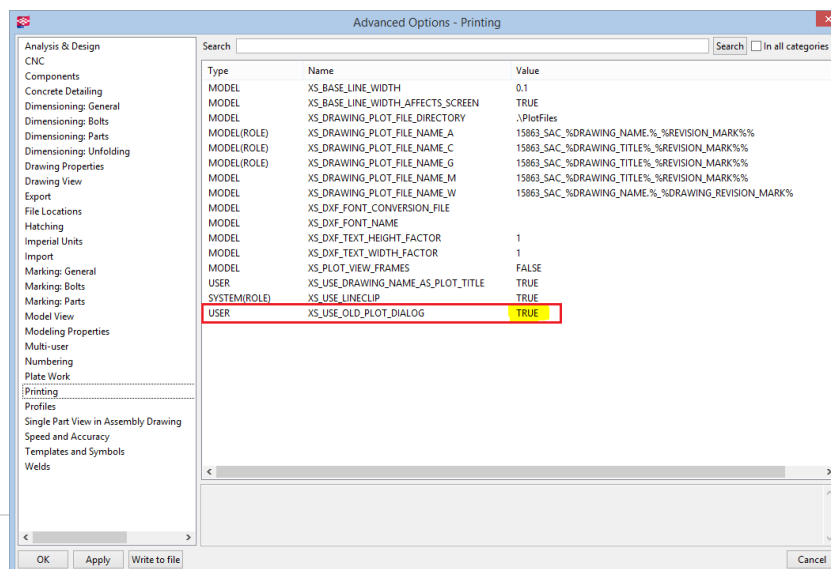 Advanced Options - Printing
Analysis & Design
CNC
Components
Concrete Detailing
Dimensioning: General
Dimensioning: Bolts
Dimensioning: Parts
Dimensioning: Unfolding
Drawing Properties
Drawing View
Export
File Locations
Hatching
Imperial Units
Import
Marking: General
Marking: Bolts
Marking: Parts
Model View
Modeling Properties
Multi-user
Numbering
Plate Work
Printing
Profiles
Single Part View in Assembly Drawing
Speed and Accuracy
Templates and Symbols
Welds
Search Search In all categories
Type Name Value
MODEL XS_BASE_LINE_WIDTH 0.1
MODEL XS_BASE_LINE_WIDTH_AFFECTS_SCREEN TRUE
MODEL XS_DRAWING_PLOT_FILE_DIRECTORY .\PlotFiles
MODEL(ROLE) XS_DRAWING_PLOT_FILE_NAME_A 15863_SAC_%DRAWING_NAME.%_%REVISION_MARK%%
MODEL(ROLE) XS_DRAWING_PLOT_FILE_NAME_C 15863_SAC_%DRAWING_TITLE%_%REVISION_MARK%%
MODEL(ROLE) XS_DRAWING_PLOT_FILE_NAME_G 15863_SAC_%DRAWING_TITLE%_%REVISION_MARK%%
MODEL XS_DRAWING_PLOT_FILE_NAME_M 15863_SAC_%DRAWING_TITLE%_%REVISION_MARK%%
MODEL XS_DRAWING_PLOT_FILE_NAME_W 15863_SAC_%DRAWING_NAME.%_%DRAWING_REVISION_MARK%
MODEL XS_DXF_FONT_CONVERSION_FILE
MODEL XS_DXF_FONT_NAME
MODEL XS_DXF_TEXT_HEIGHT_FACTOR 1
MODEL XS_DXF_TEXT_WIDTH_FACTOR 1
MODEL XS_PLOT_VIEW_FRAMES FALSE
USER XS_USE_DRAWING_NAME_AS_PLOT_TITLE TRUE
SYSTEM(ROLE) XS_USE_LINECLIP TRUE
USER XS_USE_OLD_PLOT_DIALOG TRUE
OK Apply Write to file Cancel